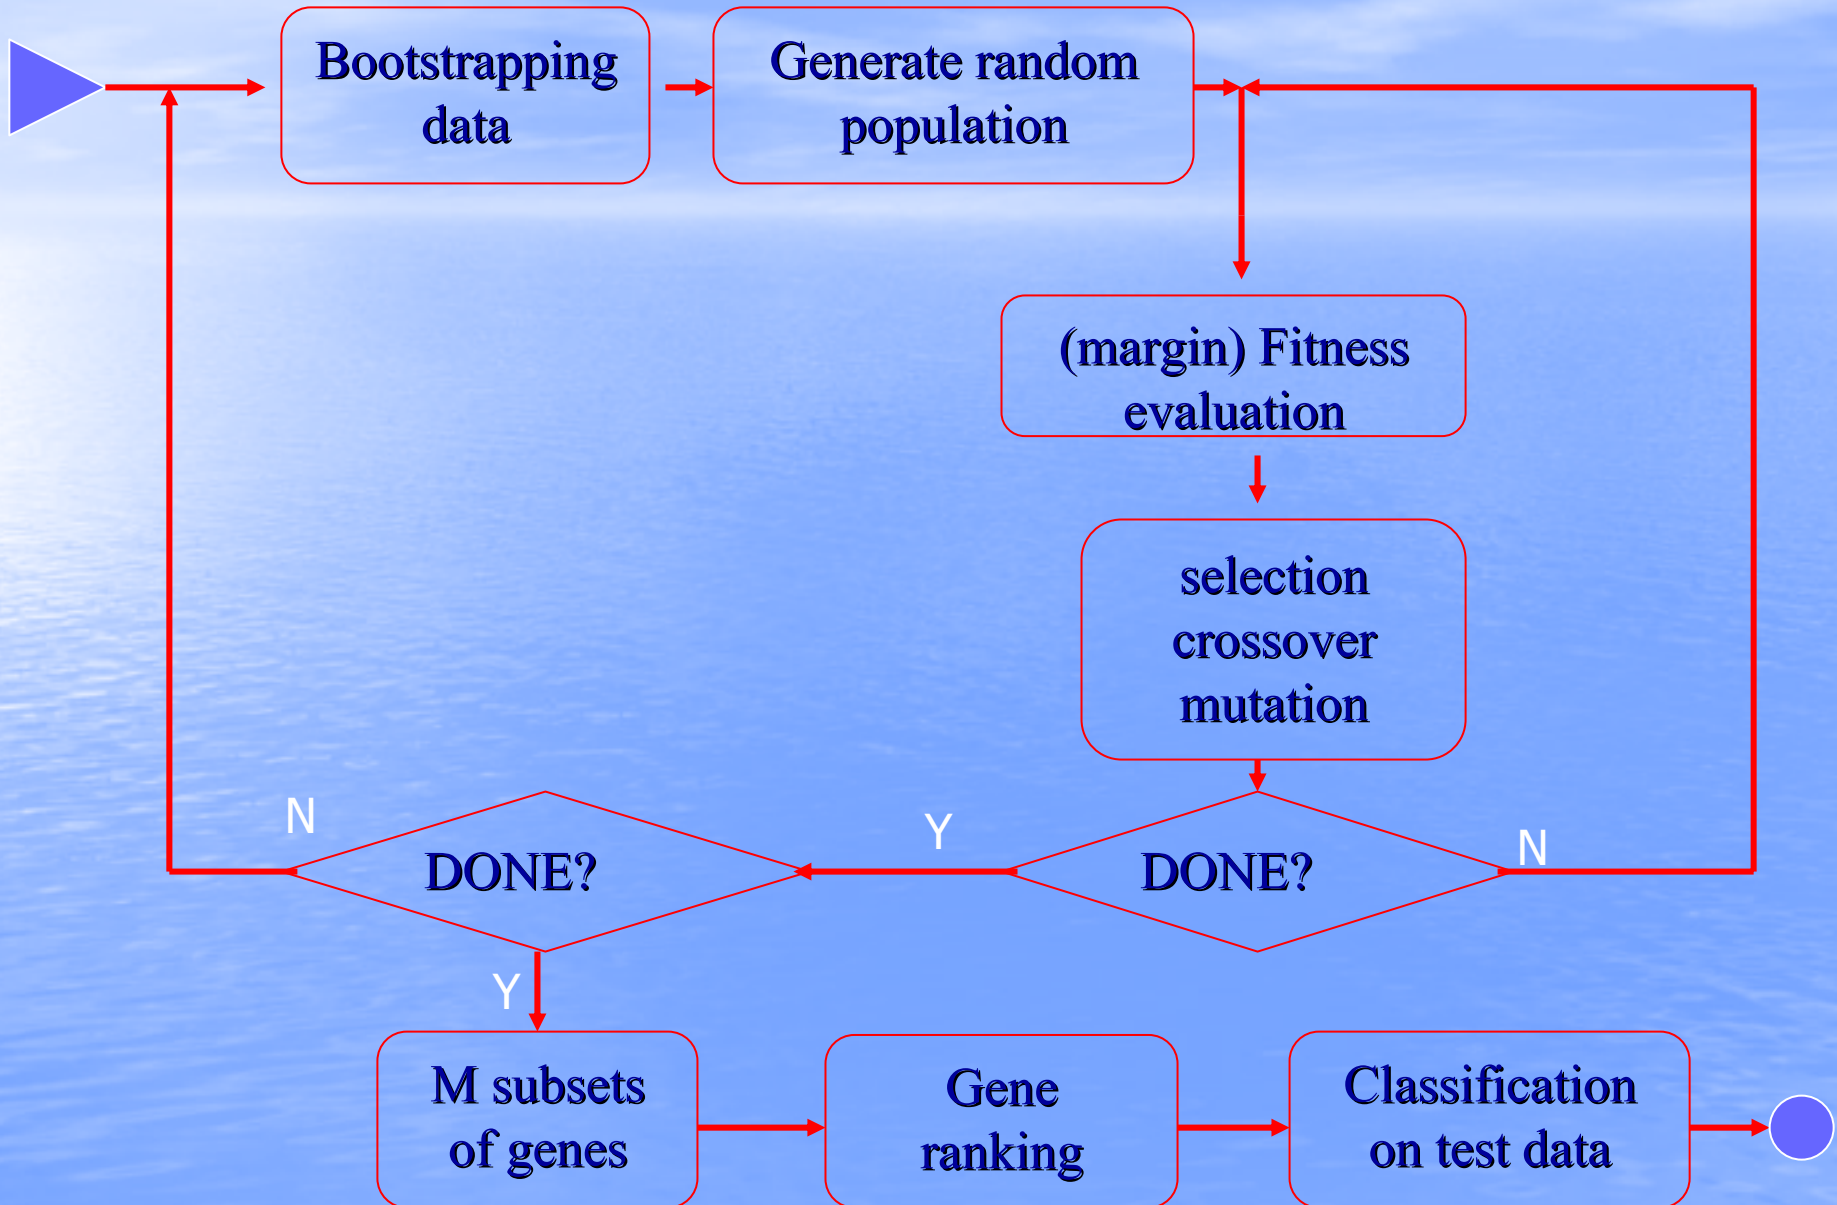 Bootstrapping
data
Generate random
population
(margin) Fitness
evaluation
selection
crossover
mutation
N
DONE?
Y
DONE?
N
Y
M subsets
of genes
Gene
ranking
Classification
on test data